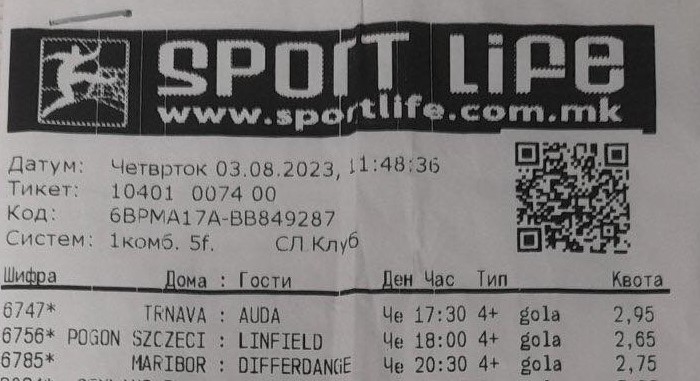 SPORT LIFE
www.sportlife.com.mk
Датум: Четврток 03.08.2023, 11:48:36
Тикет: 10401 0074 00
Код: 6BPMA17A-BB849287
Систем: 1комб. 5f. СЛ Клуб
Шифра Дома : Гости Ден Час Тип Квота
6747* TRNAVA : AUDA Че 17:30 4+ gola 2,95
6756* POGON SZCZECI : LINFIELD Че 18:00 4+ gola 2,65
6785* MARIBOR : DIFFERDANGE Че 20:30 4+ gola 2,75